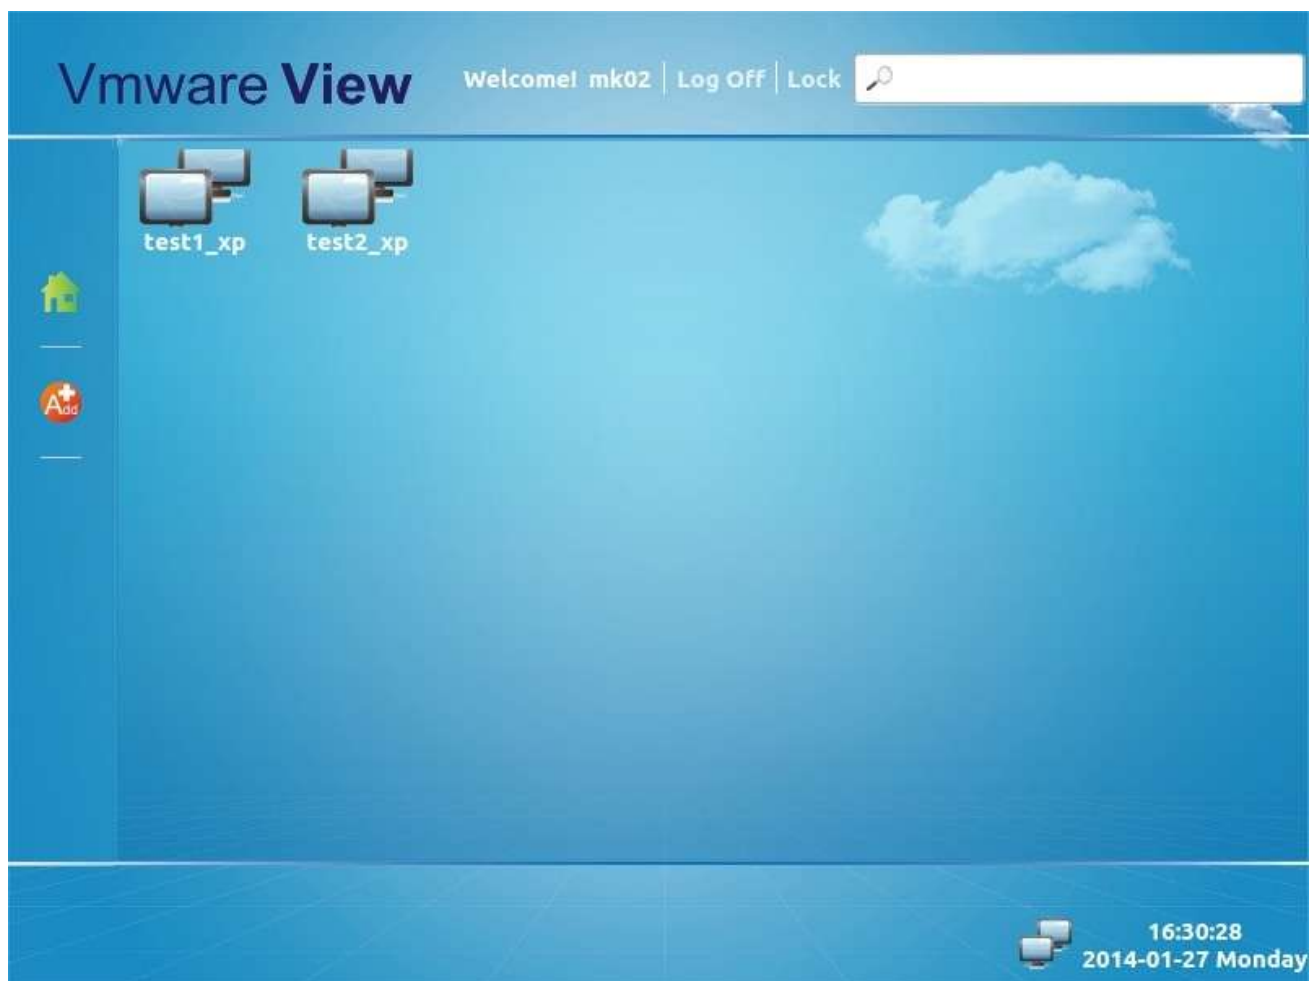 Vmware View
Welcome! mk02 | Log Off | Lock
test1_xp test2_xp
Add
16:30:28
2014-01-27 Monday